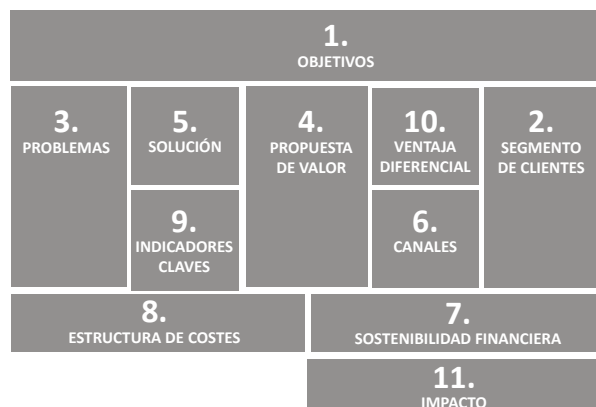 1.
OBJETIVOS
3.
PROBLEMAS
5.
SOLUCIÓN
4.
PROPUESTA
DE VALOR
10.
VENTAJA
DIFERENCIAL
2.
SEGMENTO
DE CLIENTES
9.
INDICADORES
CLAVES
6.
CANALES
8.
ESTRUCTURA DE COSTES
7.
SOSTENIBILIDAD FINANCIERA
11.
IMPACTO